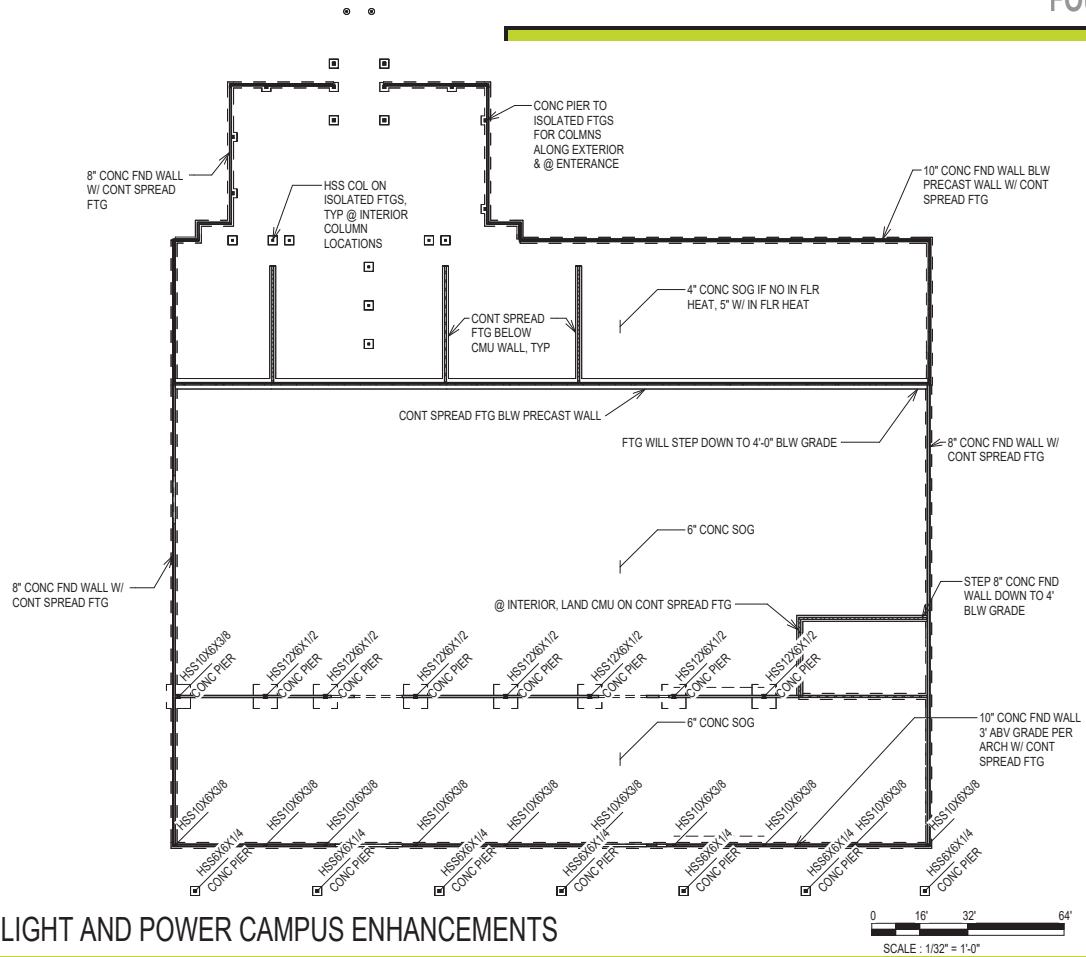 FOU
CONC PIER TO
ISOLATED FTGS
FOR COLMNS
ALONG EXTERIOR
& @ ENTERANCE
8" CONC FND WALL
W/ CONT SPREAD
FTG
HSS COL ON
ISOLATED FTGS,
TYP @ INTERIOR
COLUMN
LOCATIONS
10" CONC FND WALL BLW
PRECAST WALL W/ CONT
SPREAD FTG
4" CONC SOG IF NO IN FLR
HEAT, 5" W/ IN FLR HEAT
CONT SPREAD
FTG BELOW
CMU WALL, TYP
CONT SPREAD FTG BLW PRECAST WALL
FTG WILL STEP DOWN TO 4'-0" BLW GRADE
8" CONC FND WALL W/
CONT SPREAD FTG
6" CONC SOG
8" CONC FND WALL W/
CONT SPREAD FTG
STEP 8" CONC FND
WALL DOWN TO 4'
BLW GRADE
@ INTERIOR, LAND CMU ON CONT SPREAD FTG
HSS10X6X3/8
CONC PIER
HSS12X6X1/2
CONC PIER
HSS12X6X1/2
CONC PIER
HSS12X6X1/2
CONC PIER
HSS12X6X1/2
CONC PIER
HSS12X6X1/2
CONC PIER
HSS12X6X1/2
CONC PIER
HSS12X6X1/2
CONC PIER
6" CONC SOG
10" CONC FND WALL
3' ABV GRADE PER
ARCH W/ CONT
SPREAD FTG
HSS10X6X3/8
HSS10X6X3/8
HSS10X6X3/8
HSS10X6X3/8
HSS10X6X3/8
HSS10X6X3/8
HSS10X6X3/8
HSS10X6X3/8
HSS10X6X3/8
HSS10X6X3/8
HSS6X6X1/4
CONC PIER
HSS6X6X1/4
CONC PIER
HSS6X6X1/4
CONC PIER
HSS6X6X1/4
CONC PIER
HSS6X6X1/4
CONC PIER
HSS6X6X1/4
CONC PIER
HSS6X6X1/4
CONC PIER
LIGHT AND POWER CAMPUS ENHANCEMENTS
0 16' 32' 64'
SCALE : 1/32" = 1'-0"